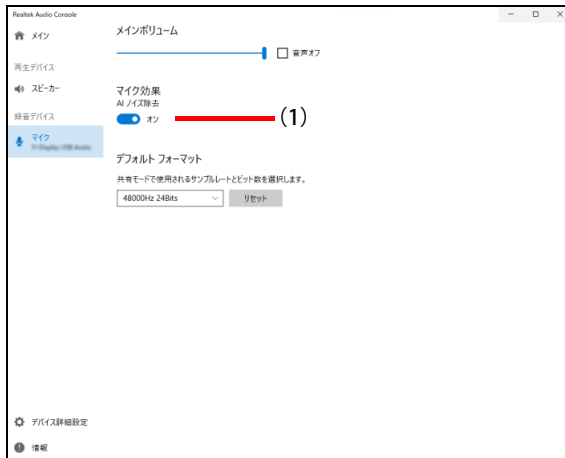 Realtek Audio Console
メイン
再生デバイス
スピーカー
録音デバイス
マイク
メインボリューム
音声オフ
マイク効果
AI ノイズ除去
オン
(1)
デフォルト フォーマット
共有モードで使用されるサンプルレートとビット数を選択します。
48000Hz 24Bits
リセット
デバイス詳細設定
情報